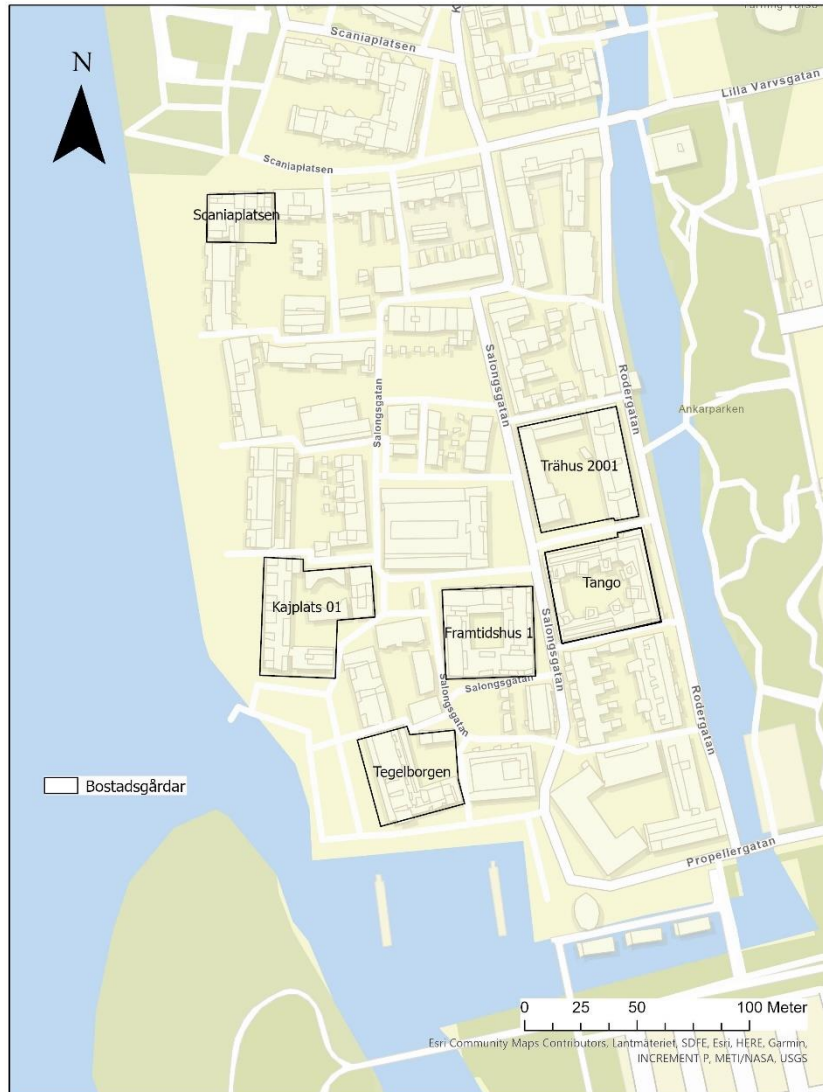 Scaniaplatsen
Lilla Varvsgatan
N
Scaniaplatsen
Scaniaplatsen
Salongsgatan
Salongsgatan
Rodergatan
Ankarparken
Trähus 2001
Tango
Kajplats 01
Framtidshus 1
Salongsgatan
Salongsgatan
Salongsgatan
Rodergatan
Tegelborgen
Bostadsgårdar
Propellergatan
0 25 50 100 Meter
Esri Community Maps Contributors, Lantmäteriet, SDFE, Esri, HERE, Garmin,
INCREMENT P, METI/NASA, USGS